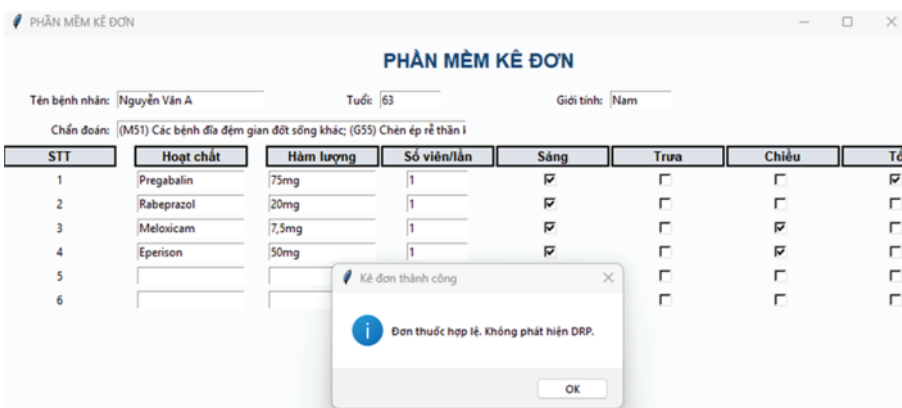 PHẦN MỀM KÊ ĐƠN
PHẦN MỀM KÊ ĐƠN
Tên bệnh nhân: Nguyễn Văn A Tuổi: 63 Giới tính: Nam
Chẩn đoán: (M51) Các bệnh đĩa đệm gian đốt sống khác; (G55) Chèn ép rễ thần k
STT Hoạt chất Hàm lượng Số viên/lần Sáng Trưa Chiều
1 Pregabalin 75mg 1
2 Rabeprazol 20mg 1
3 Meloxicam 7,5mg 1
4 Eperison 50mg 1
5
6
Kê đơn thành công
Đơn thuốc hợp lệ. Không phát hiện DRP.
OK